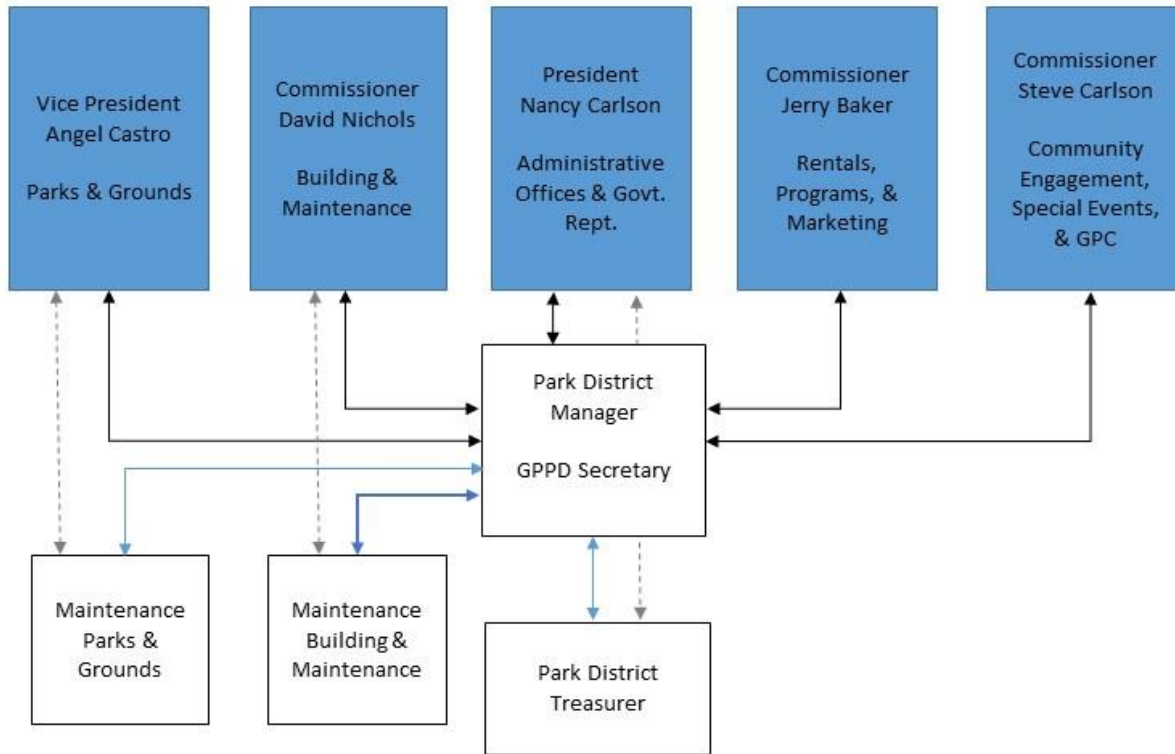 Vice President
Angel Castro
Parks & Grounds
Commissioner
David Nichols
Building &
Maintenance
President
Nancy Carlson
Administrative
Offices & Govt.
Rept.
Commissioner
Jerry Baker
Rentals,
Programs, &
Marketing
Commissioner
Steve Carlson
Community
Engagement,
Special Events,
& GPC
Park District
Manager
GPPD Secretary
Maintenance
Parks &
Grounds
Maintenance
Building &
Maintenance
Park District
Treasurer